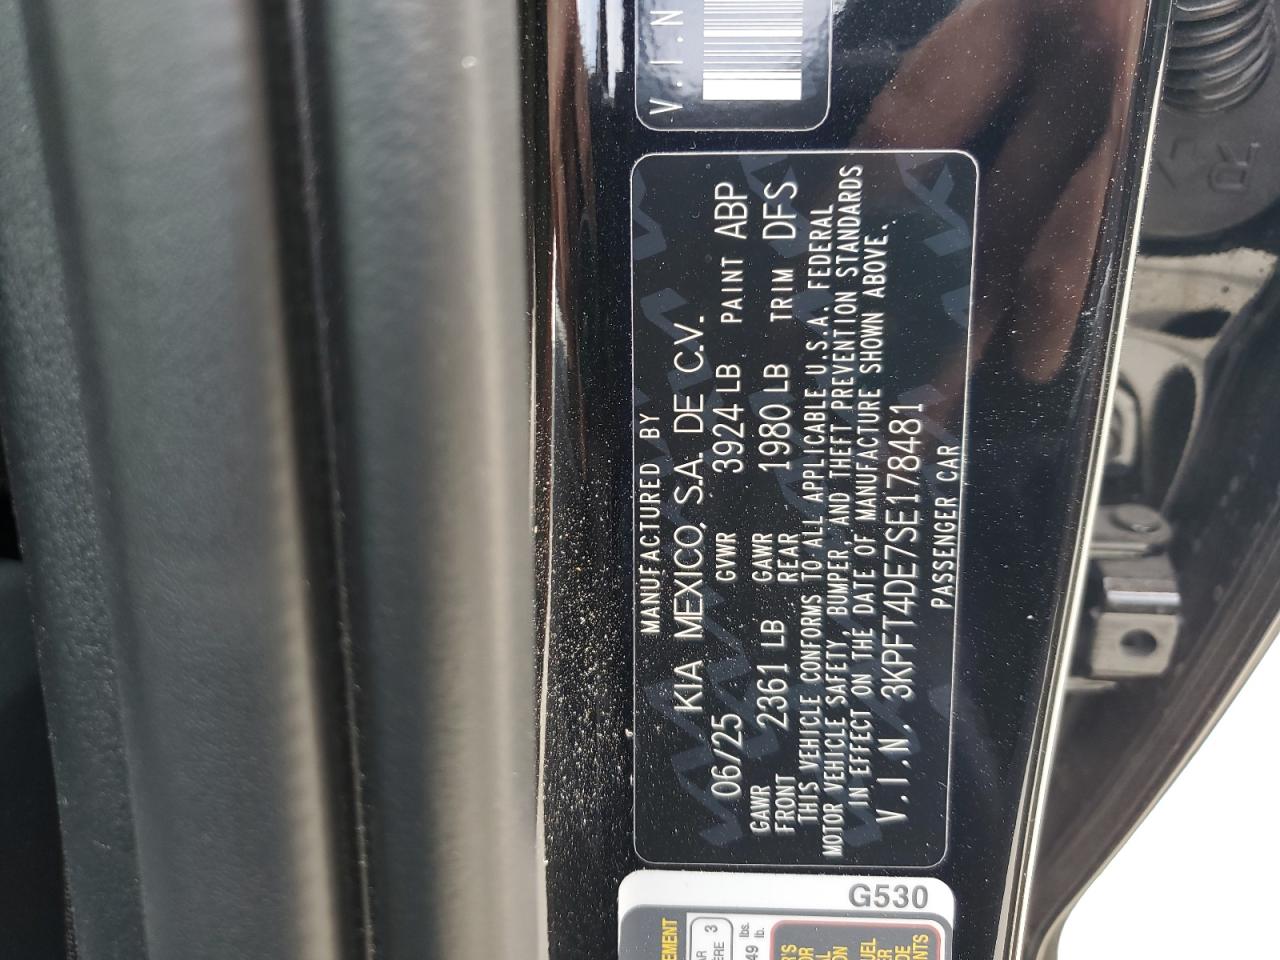 V.I.N
MANUFACTURED BY
KIA MEXICO, S.A. DE C.V.
06/25 GVWR 3924 LB PAINT ABP
GAWR FRONT 2361 LB GAWR REAR 1980 LB TRIM DFS
THIS VEHICLE CONFORMS TO ALL APPLICABLE U.S.A. FEDERAL
MOTOR VEHICLE SAFETY, BUMPER, AND THEFT PREVENTION STANDARDS
IN EFFECT ON THE DATE OF MANUFACTURE SHOWN ABOVE.
V.I.N. 3KPFT4DE7SE178481
PASSENGER CAR
G530